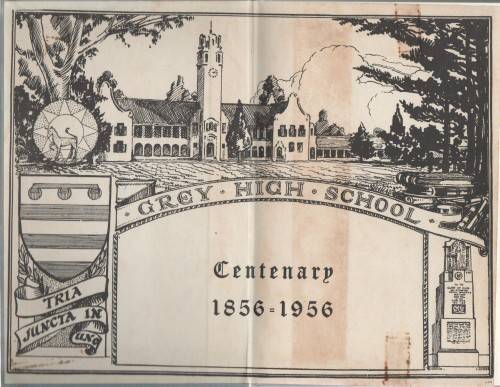 GREY · HIGH · SCHOOL ·
Centenary
1856 = 1956
TRIA
JUNCTA IN
UNO